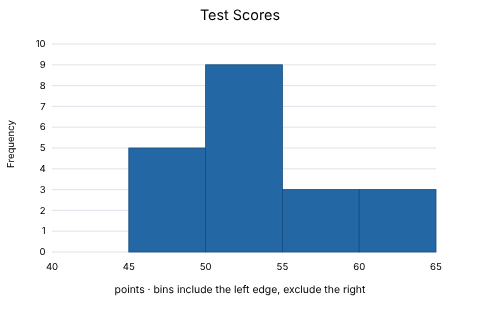 Test Scores
10
9
8
7
6
5
4
3
2
1
0
Frequency
40 45 50 55 60 65
points · bins include the left edge, exclude the right